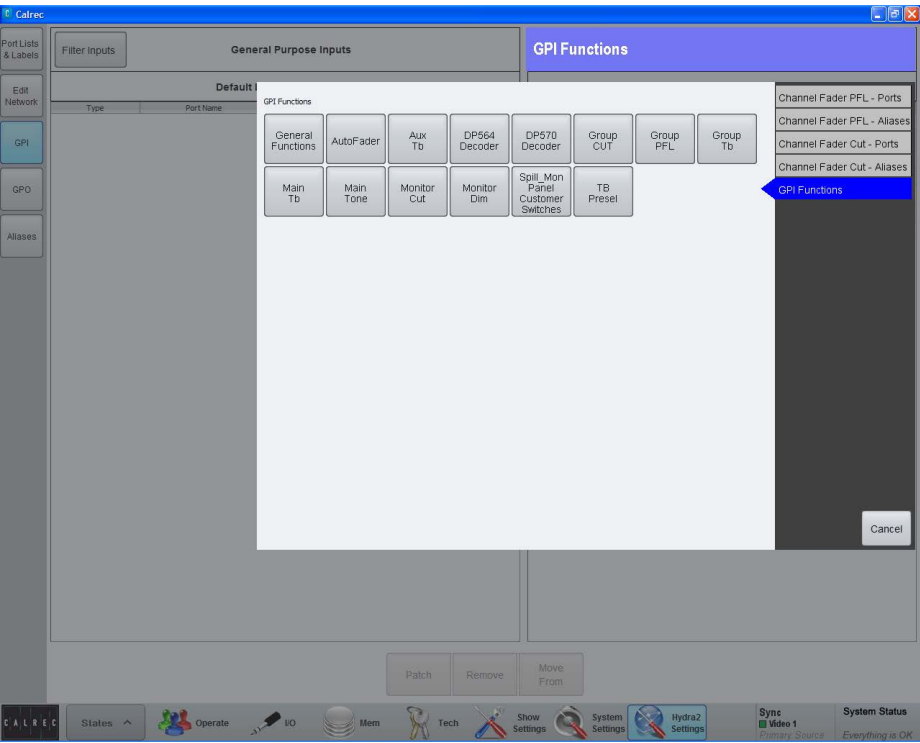 Calrec
Port Lists
& Labels
Filter Inputs
General Purpose Inputs
GPI Functions
Edit
Network
Default
Type
Port Name
GPI
GPO
Aliases
GPI Functions
General
Functions
AutoFader
Aux
Tb
DP564
Decoder
DP570
Decoder
Group
CUT
Group
PFL
Group
Tb
Main
Tb
Main
Tone
Monitor
Cut
Monitor
Dim
Spill_Mon
Panel
Customer
Switches
TB
Presel
Channel Fader PFL - Ports
Channel Fader PFL - Aliases
Channel Fader Cut - Ports
Channel Fader Cut - Aliases
GPI Functions
Cancel
Patch
Remove
Move
From
CALREC
States
Operate
I/O
Mem
Tech
Show
Settings
System
Settings
Hydra2
Settings
Sync
Video 1
Primary Source
System Status
Everything is OK